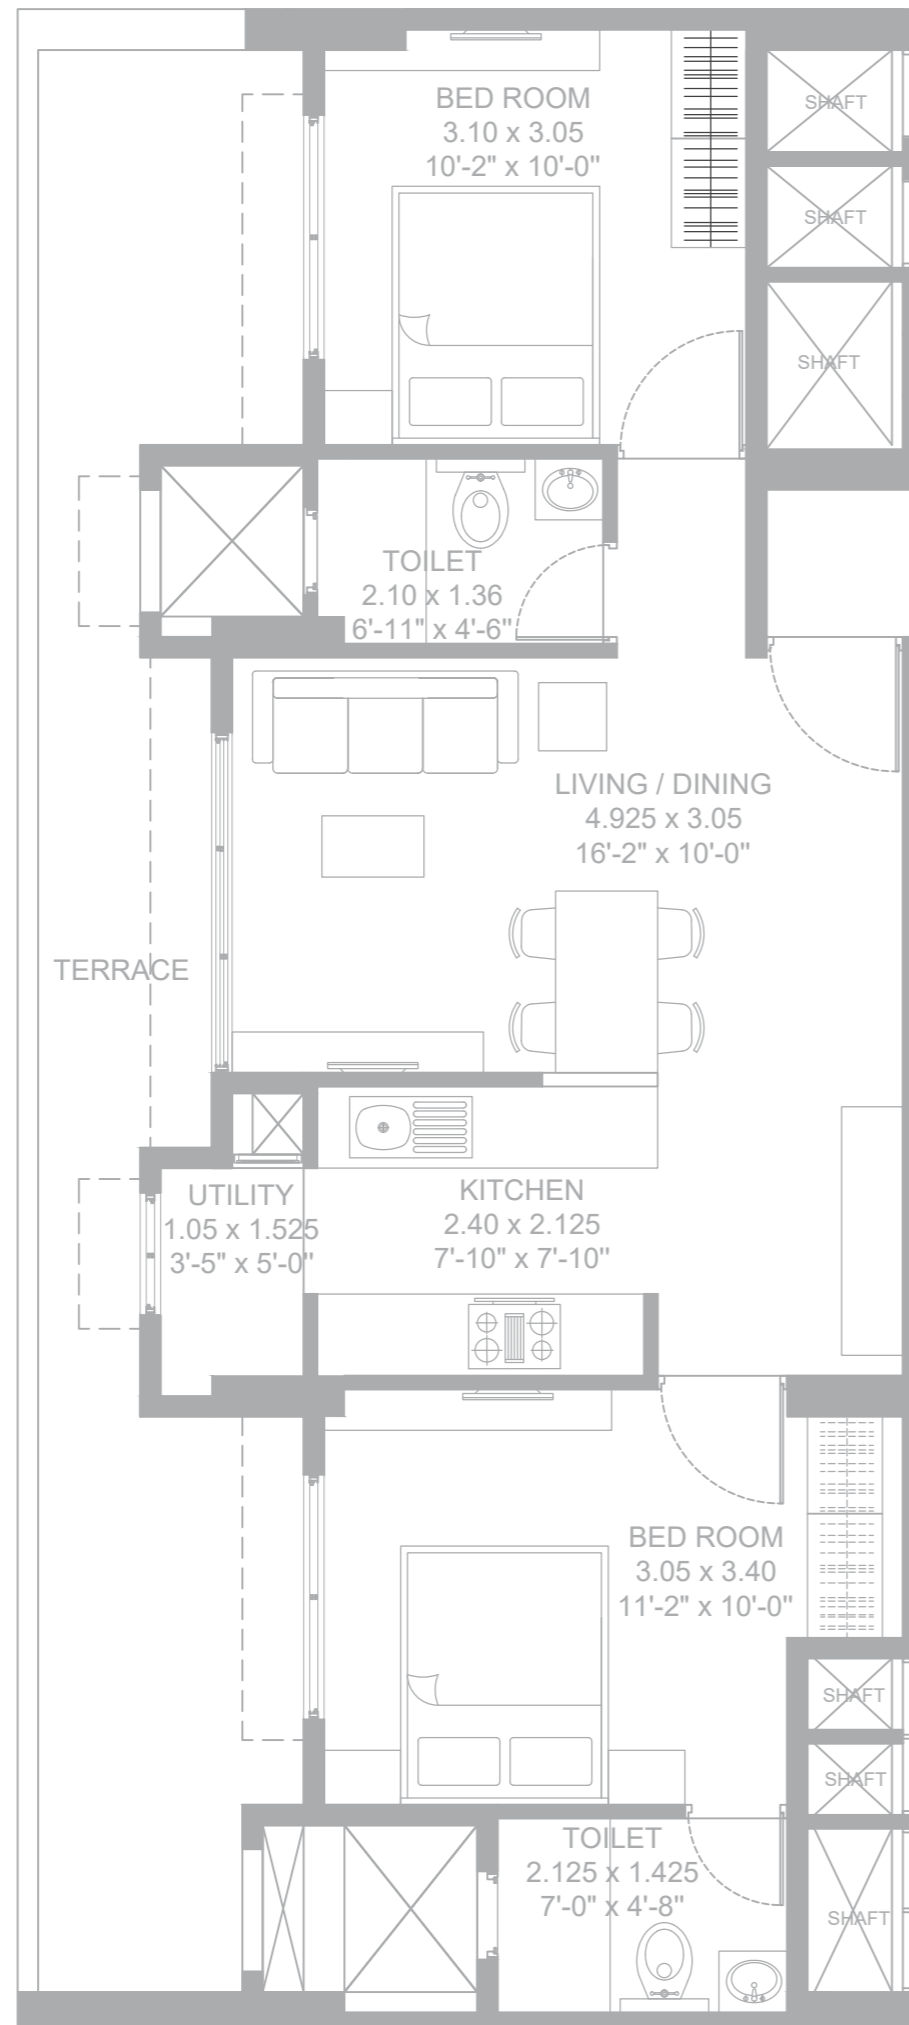 BED ROOM
3.10 x 3.05
10'-2" x 10'-0"
SHAFT
SHAFT
SHAFT
TOILET
2.10 x 1.36
6'-11" x 4'-6"
LIVING / DINING
4.925 x 3.05
16'-2" x 10'-0"
TERRACE
UTILITY
1.05 x 1.525
3'-5" x 5'-0"
KITCHEN
2.40 x 2.125
7'-10" x 7'-10"
BED ROOM
3.05 x 3.40
11'-2" x 10'-0"
SHAFT
SHAFT
TOILET
2.125 x 1.425
7'-0" x 4'-8"
SHAFT